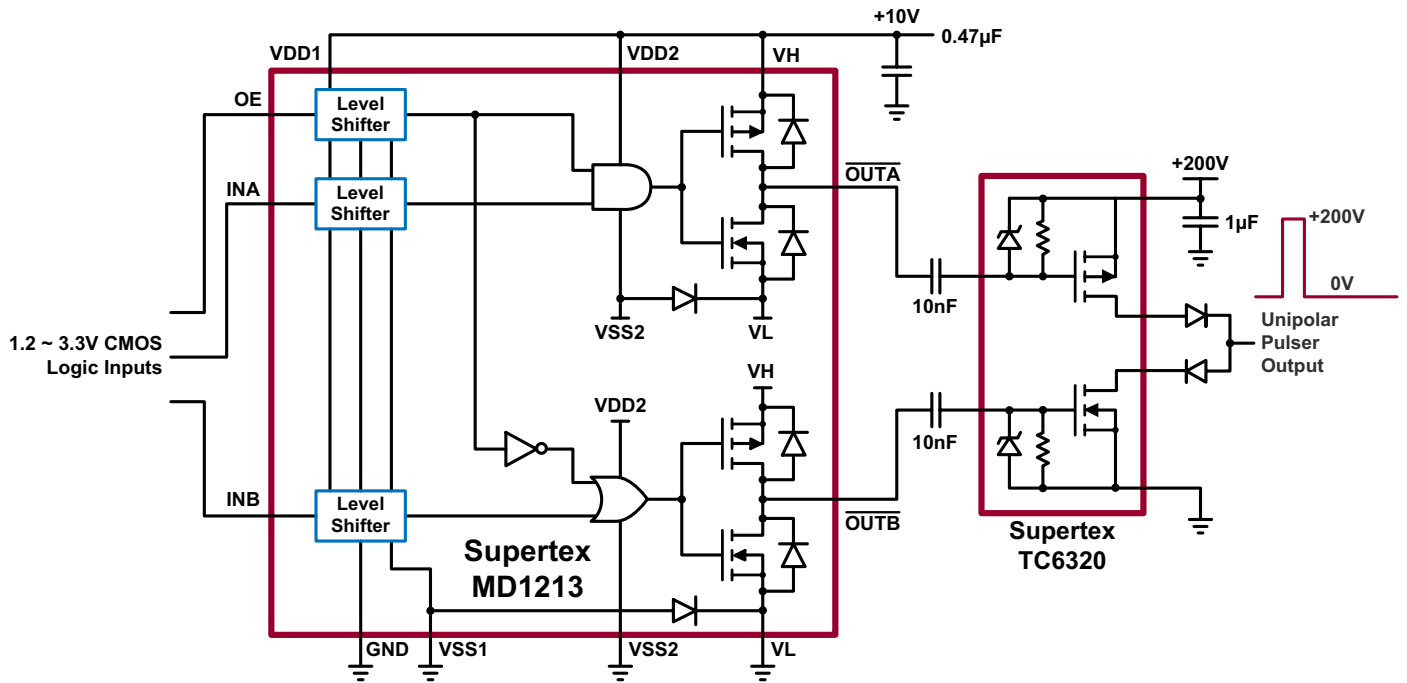 +10V
0.47µF
VDD1
VDD2
VH
OE
Level
Shifter
INA
Level
Shifter
OUTA
+200V
1µF
+200V
0V
10nF
VSS2
VL
Unipolar
Pulser
Output
1.2 ~ 3.3V CMOS
Logic Inputs
VH
VDD2
10nF
INB
Level
Shifter
OUTB
Supertex
MD1213
Supertex
TC6320
GND
VSS1
VSS2
VL